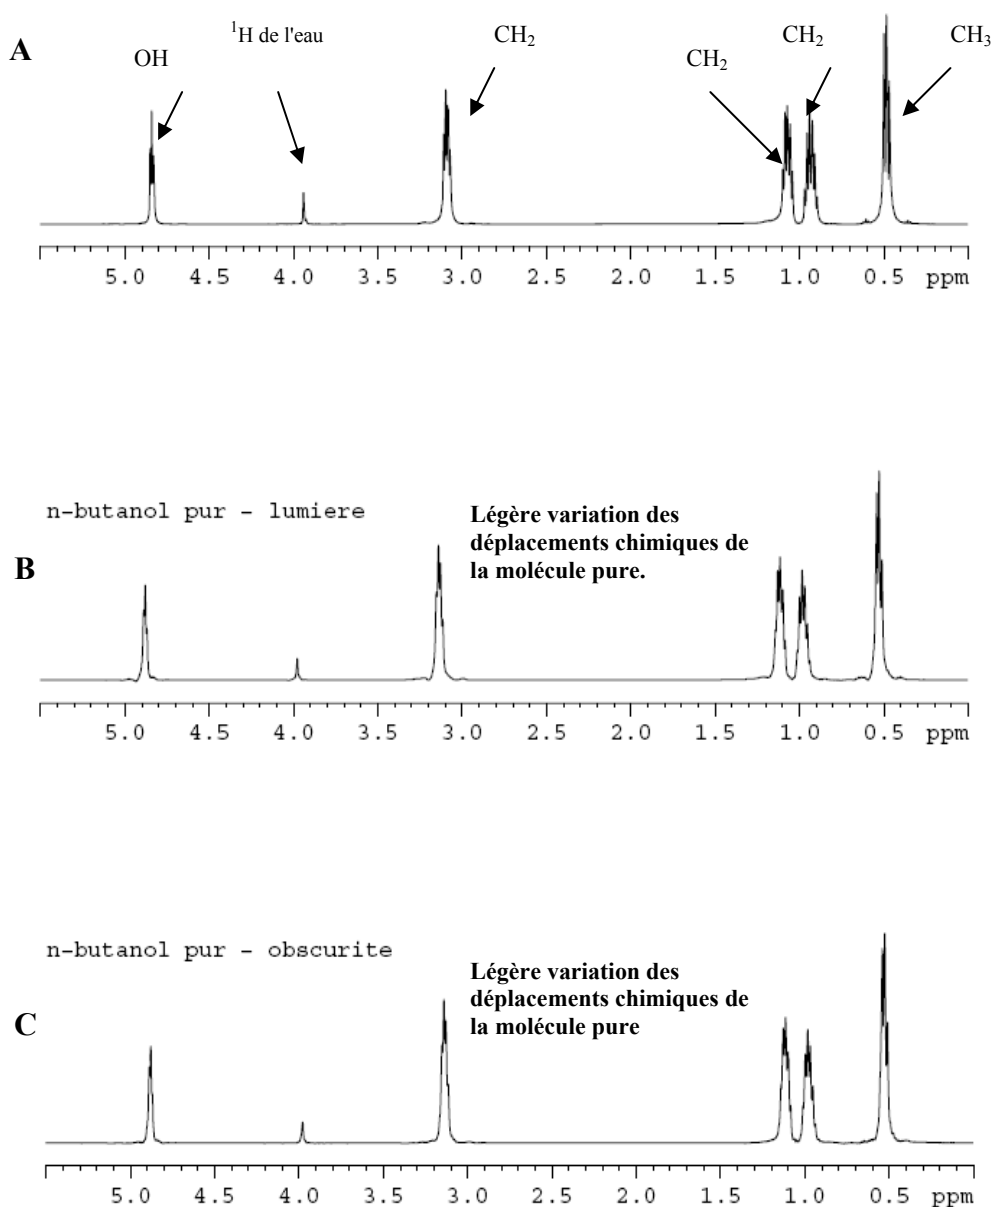 A
OH
¹H de l'eau
CH₂
CH₂
CH₂
CH₃
5.0 4.5 4.0 3.5 3.0 2.5 2.0 1.5 1.0 0.5 ppm
n-butanol pur - lumiere
B
Légère variation des
déplacements chimiques de
la molécule pure.
5.0 4.5 4.0 3.5 3.0 2.5 2.0 1.5 1.0 0.5 ppm
n-butanol pur - obscurite
C
Légère variation des
déplacements chimiques de
la molécule pure
5.0 4.5 4.0 3.5 3.0 2.5 2.0 1.5 1.0 0.5 ppm